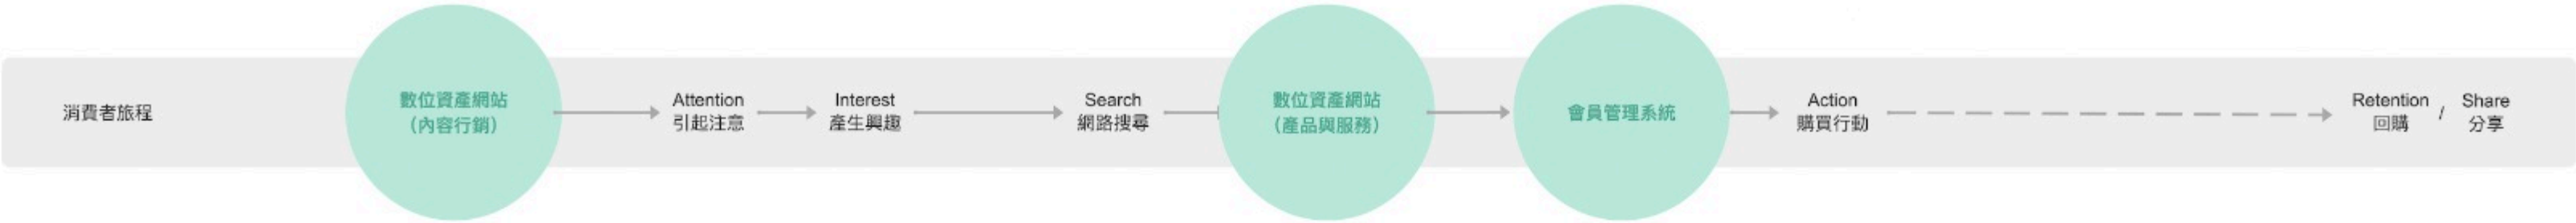 消費者旅程
數位資產網站
（內容行銷）
Attention
引起注意
Interest
產生興趣
Search
網路搜尋
數位資產網站
（產品與服務）
會員管理系統
Action
購買行動
Retention
回購
/
Share
分享